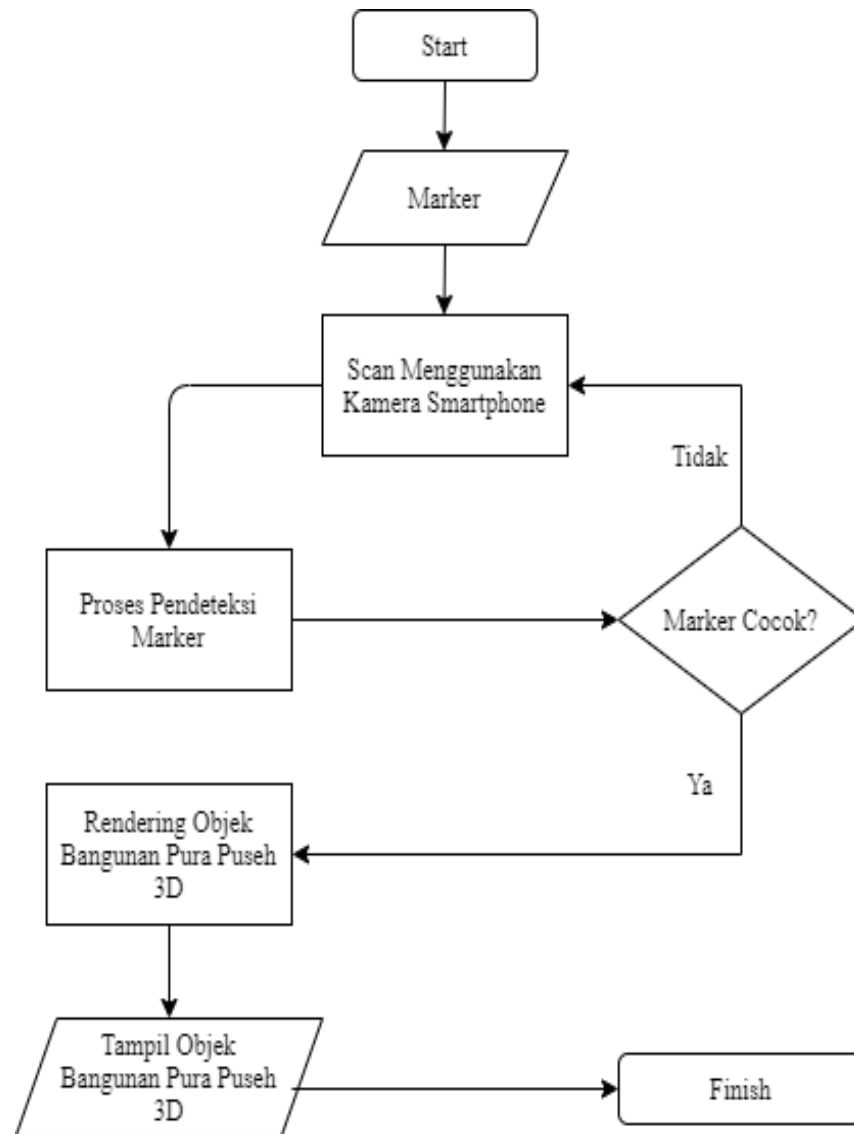 Start
Marker
Scan Menggunakan
Kamera Smartphone
Tidak
Proses Pendeteksi
Marker
Marker Cocok?
Ya
Rendering Objek
Bangunan Pura Puseh
3D
Tampil Objek
Bangunan Pura Puseh
3D
Finish